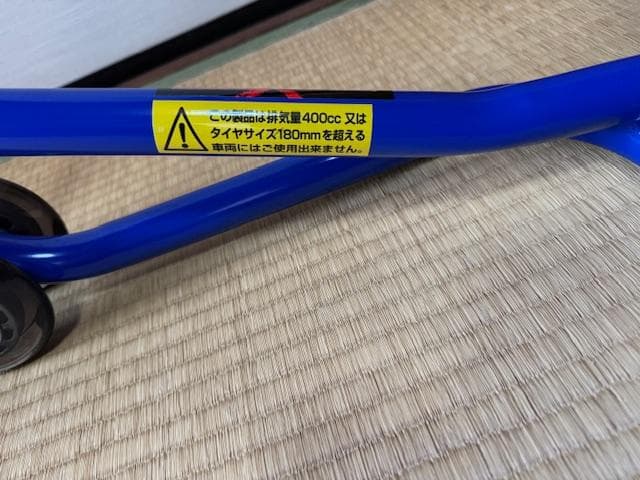 この製品は排気量400cc又は
タイヤサイズ180mmを超える
車両にはご使用出来ません。